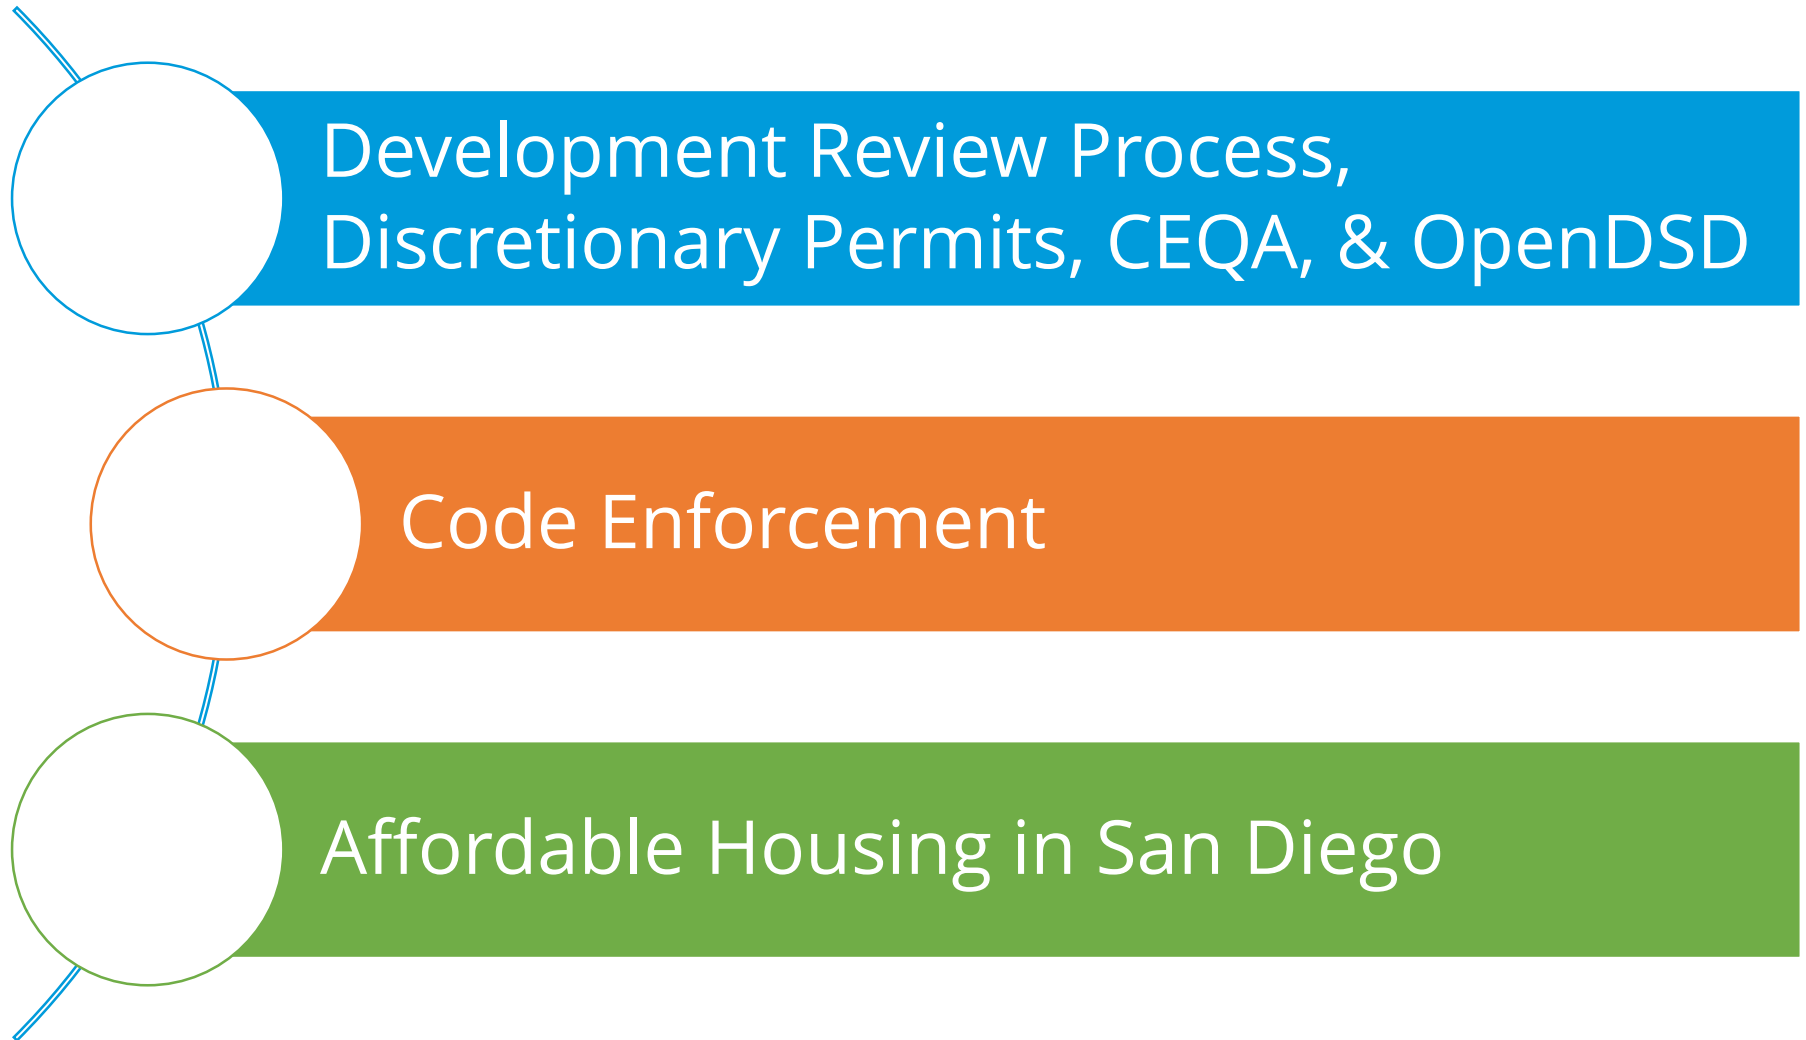 Development Review Process,
Discretionary Permits, CEQA, & OpenDSD
Code Enforcement
Affordable Housing in San Diego